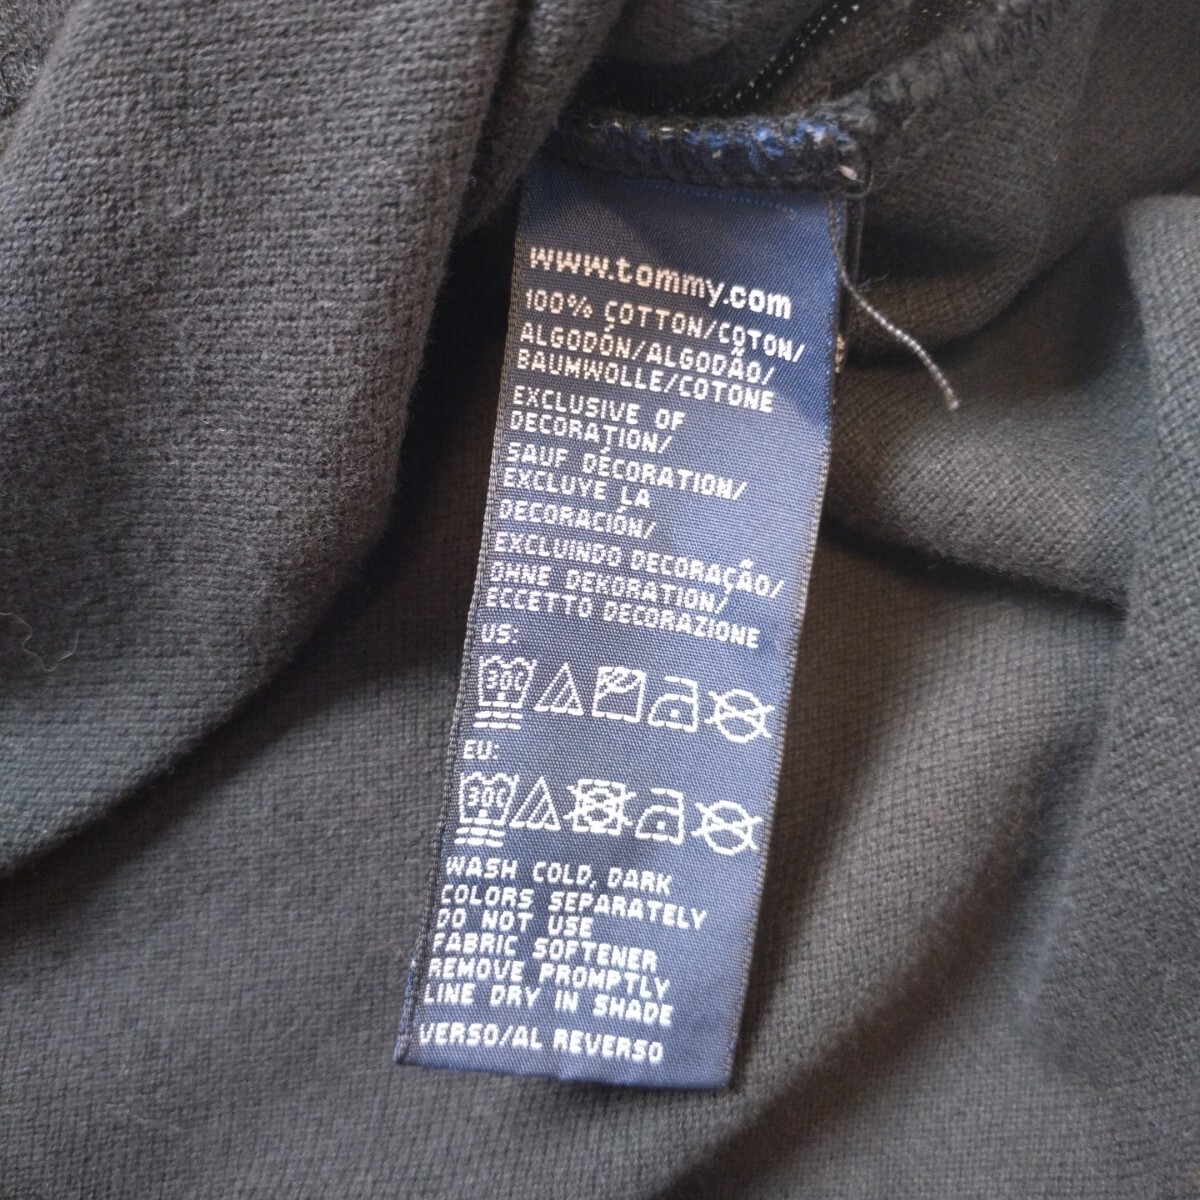 www.tommy.com
100% COTTON/COTON/
ALGODÓN/ALGODÃO/
BAUMWOLLE/COTONE
EXCLUSIVE OF
DECORATION/
SAUF DÉCORATION/
EXCLUYE LA
DECORACIÓN/
EXCLUINDO DECORAÇÃO/
OHNE DEKORATION/
ECCETTO DECORAZIONE
US:
30C
EU:
30C
WASH COLD, DARK
COLORS SEPARATELY
DO NOT USE
FABRIC SOFTENER
REMOVE PROMPTLY
LINE DRY IN SHADE
VERSO/AL REVERSO